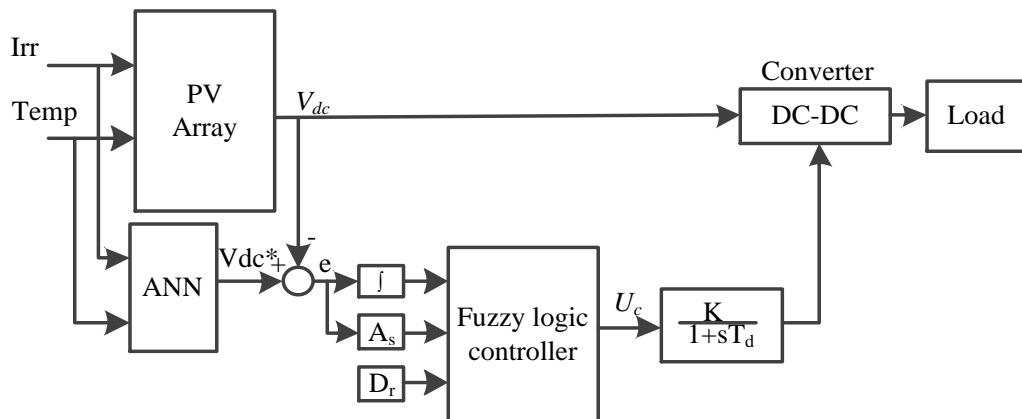 Irr
Temp
PV
Array
V_dc
Converter
DC-DC
Load
ANN
Vdc*
+
-
e
∫
A_s
D_r
Fuzzy logic
controller
U_c
K
1+sT_d